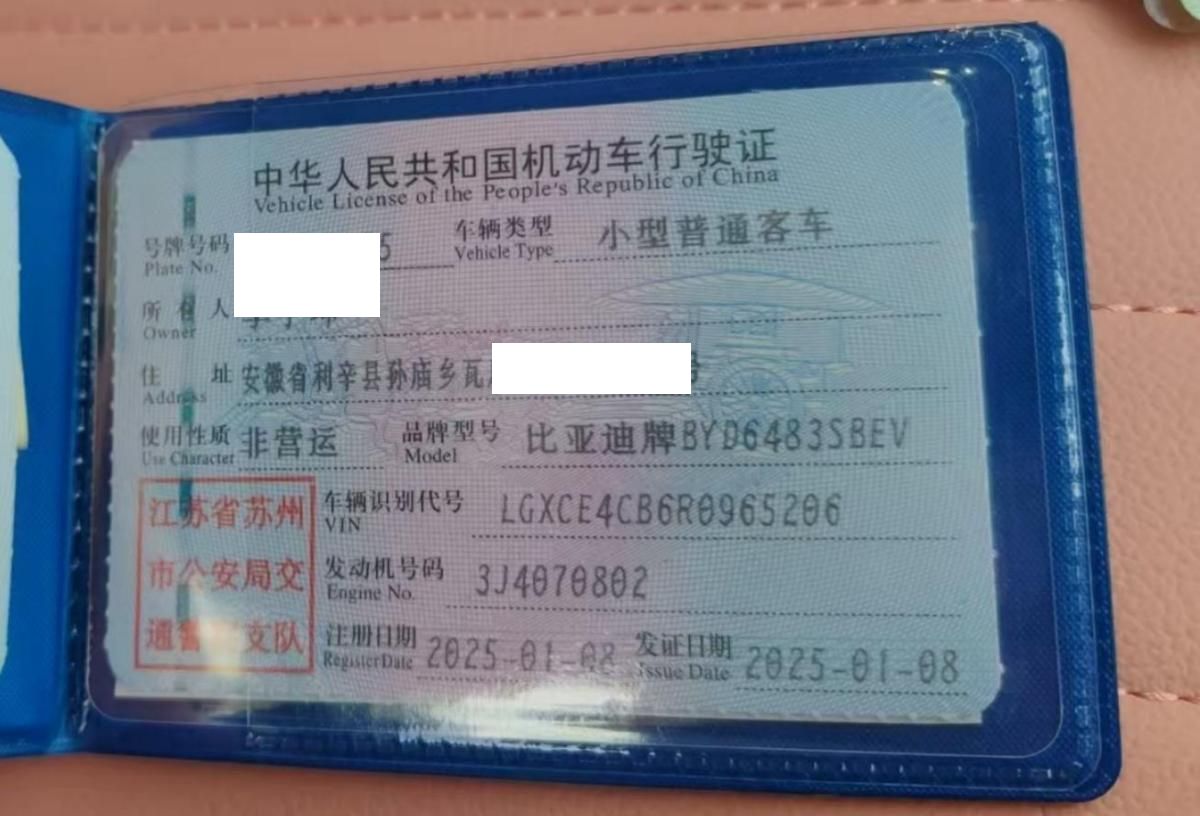 中华人民共和国机动车行驶证
Vehicle License of the People's Republic of China
号牌号码 5 车辆类型 小型普通客车
Plate No. Vehicle Type
所有人
Owner
住址 安徽省利辛县孙庙乡瓦 号
Address
使用性质 非营运 品牌型号 比亚迪牌BYD6483SBEV
Use Character Model
江苏省苏州
市公安局交
通警 支队
车辆识别代号 LGXCE4CB6R0965206
VIN
发动机号码 3J4070802
Engine No.
注册日期 2025-01-08 发证日期 2025-01-08
Register Date Issue Date